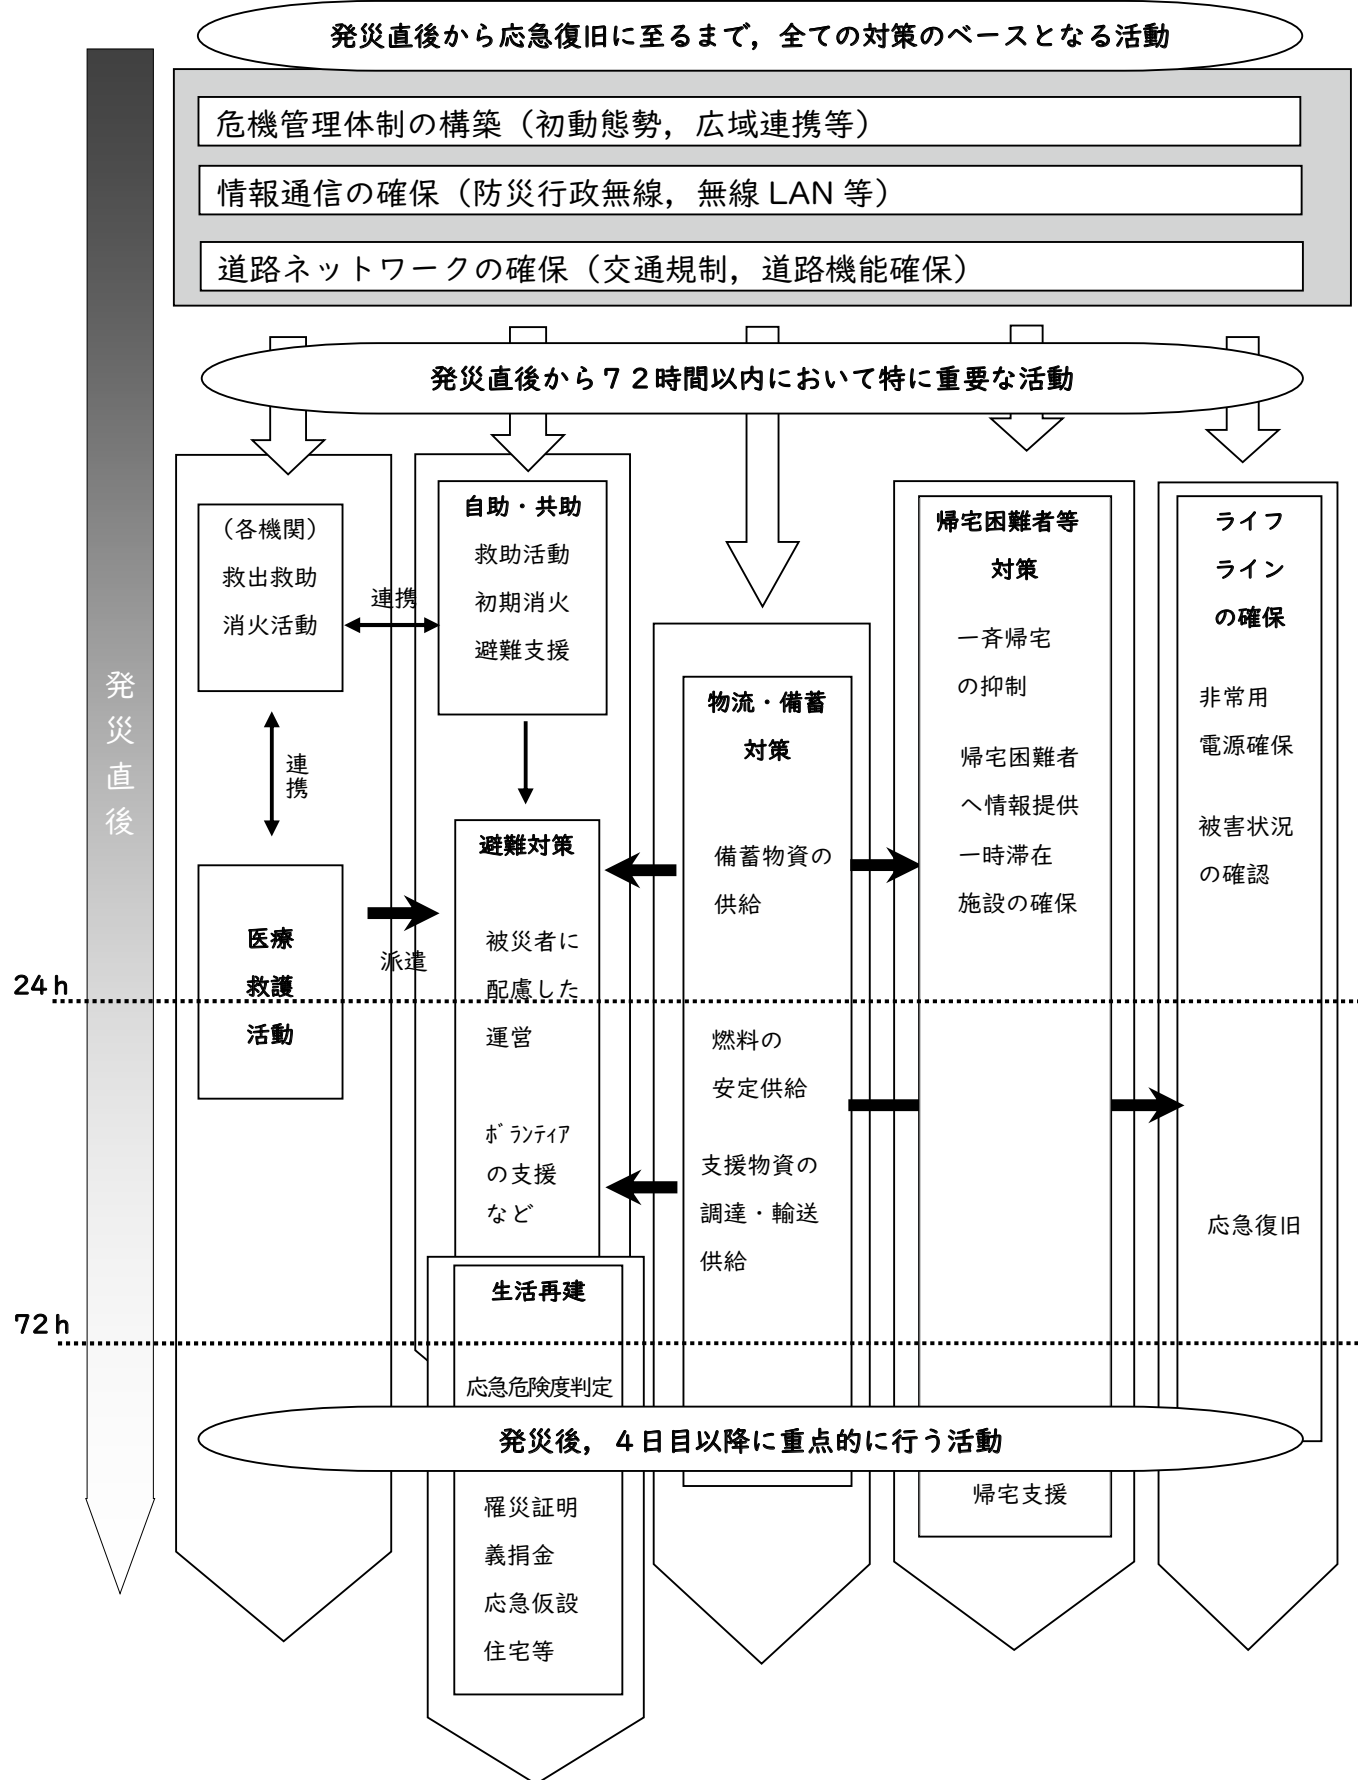 発災直後から応急復旧に至るまで，全ての対策のベースとなる活動
危機管理体制の構築（初動態勢，広域連携等）
情報通信の確保（防災行政無線，無線 LAN 等）
道路ネットワークの確保（交通規制，道路機能確保）
発災直後から７２時間以内において特に重要な活動
発災直後
（各機関）
救出救助
消火活動
連携
連携
医療
救護
活動
派遣
自助・共助
救助活動
初期消火
避難支援
避難対策
被災者に
配慮した
運営
ﾎﾞﾗﾝﾃｨｱ
の支援
など
生活再建
応急危険度判定
物流・備蓄
対策
備蓄物資の
供給
燃料の
安定供給
支援物資の
調達・輸送
供給
帰宅困難者等
対策
一斉帰宅
の抑制
帰宅困難者
へ情報提供
一時滞在
施設の確保
ライフ
ライン
の確保
非常用
電源確保
被害状況
の確認
応急復旧
24ｈ
72ｈ
発災後，４日目以降に重点的に行う活動
罹災証明
義捐金
応急仮設
住宅等
帰宅支援